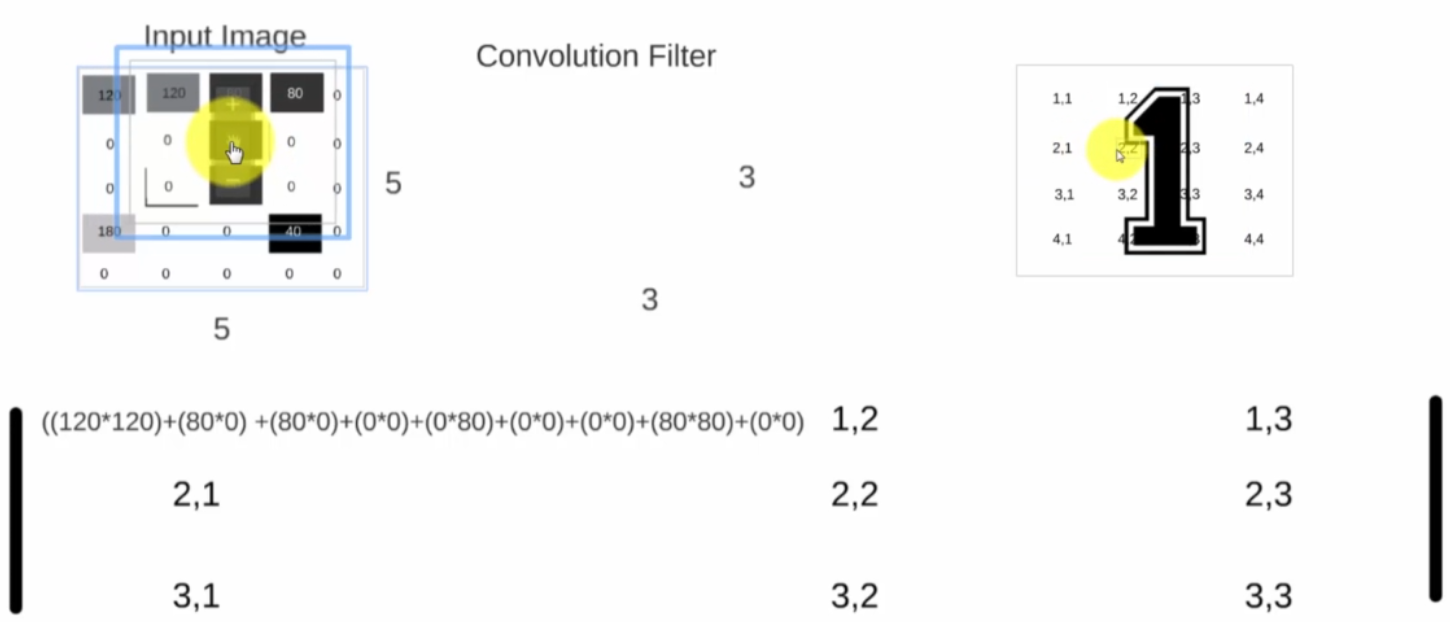 Input Image
Convolution Filter
120 120 80 0
0 0 0 0
0 0 0 0
180 0 0 40 0
0 0 0 0 0
5
5
3
3
1,1 1,2 1,3 1,4
2,1 2,2 2,3 2,4
3,1 3,2 3,3 3,4
4,1 4,4
1
((120*120)+(80*0) +(80*0)+(0*0)+(0*80)+(0*0)+(0*0)+(80*80)+(0*0) 1,2 1,3
2,1 2,2 2,3
3,1 3,2 3,3